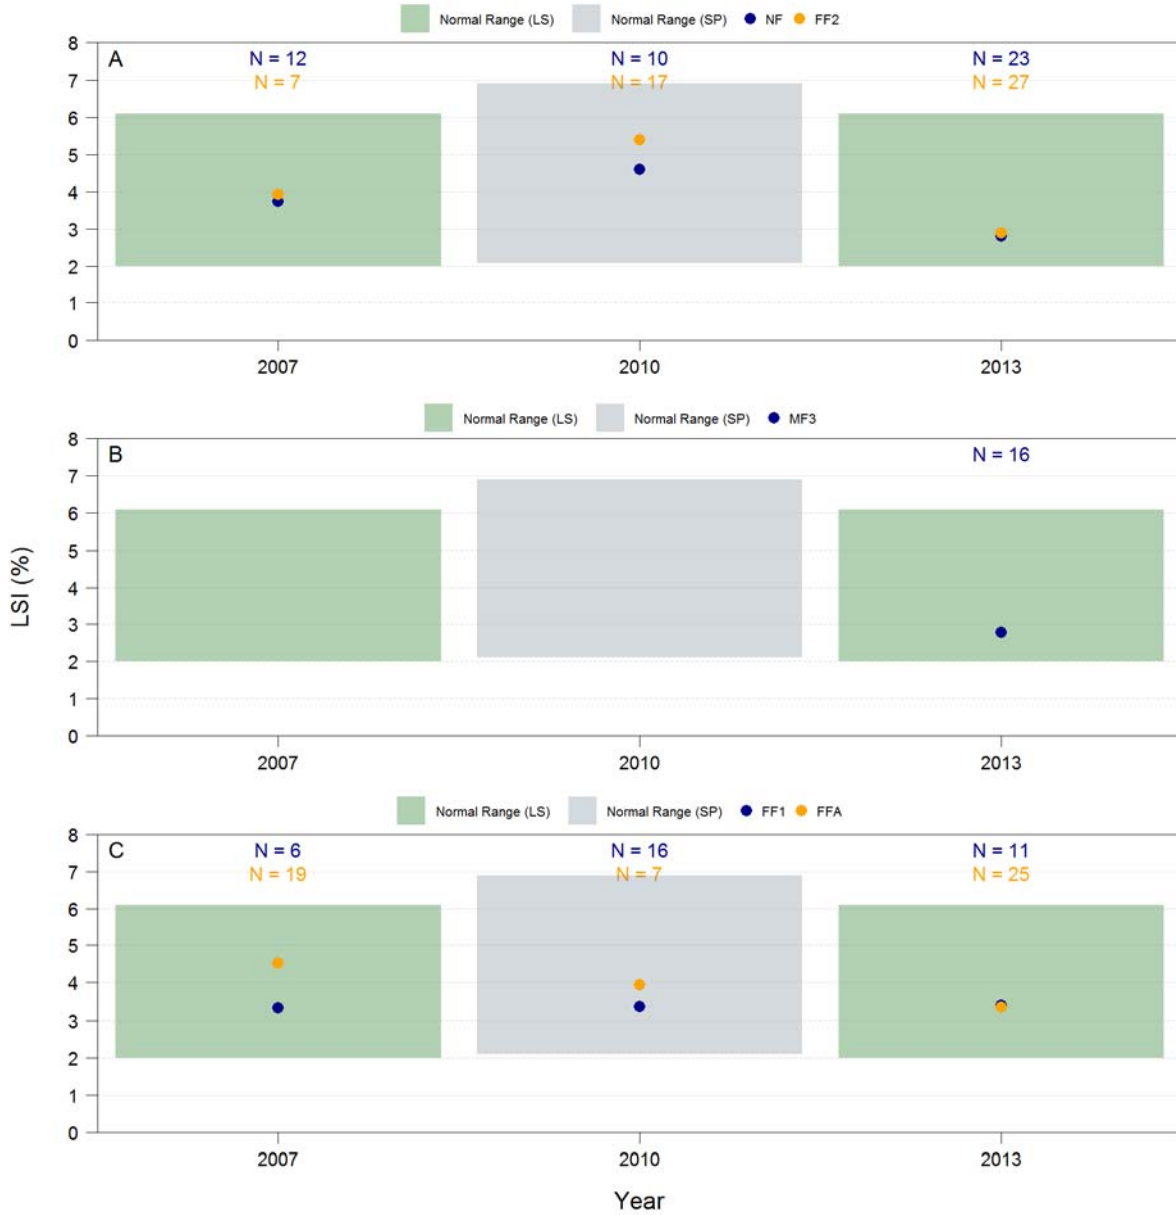 Normal Range (LS) Normal Range (SP) NF FF2
8
A N = 12 N = 10 N = 23
7 N = 7 N = 17 N = 27
6
5
4
3
2
1
0
2007 2010 2013
Normal Range (LS) Normal Range (SP) MF3
8
B N = 16
7
6
5
4
3
2
1
0
2007 2010 2013
LSI (%)
Normal Range (LS) Normal Range (SP) FF1 FFA
8
C N = 6 N = 16 N = 11
7 N = 19 N = 7 N = 25
6
5
4
3
2
1
0
2007 2010 2013
Year